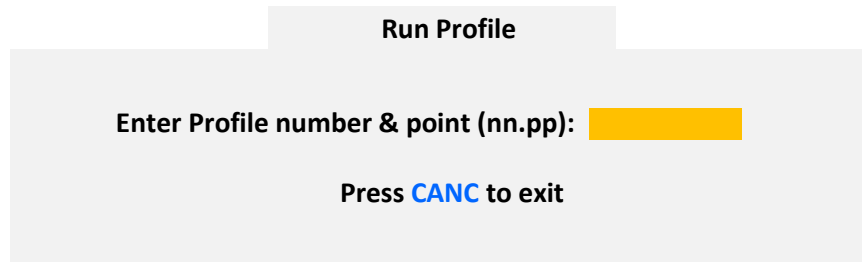 Run Profile
Enter Profile number & point (nn.pp):
Press CANC to exit